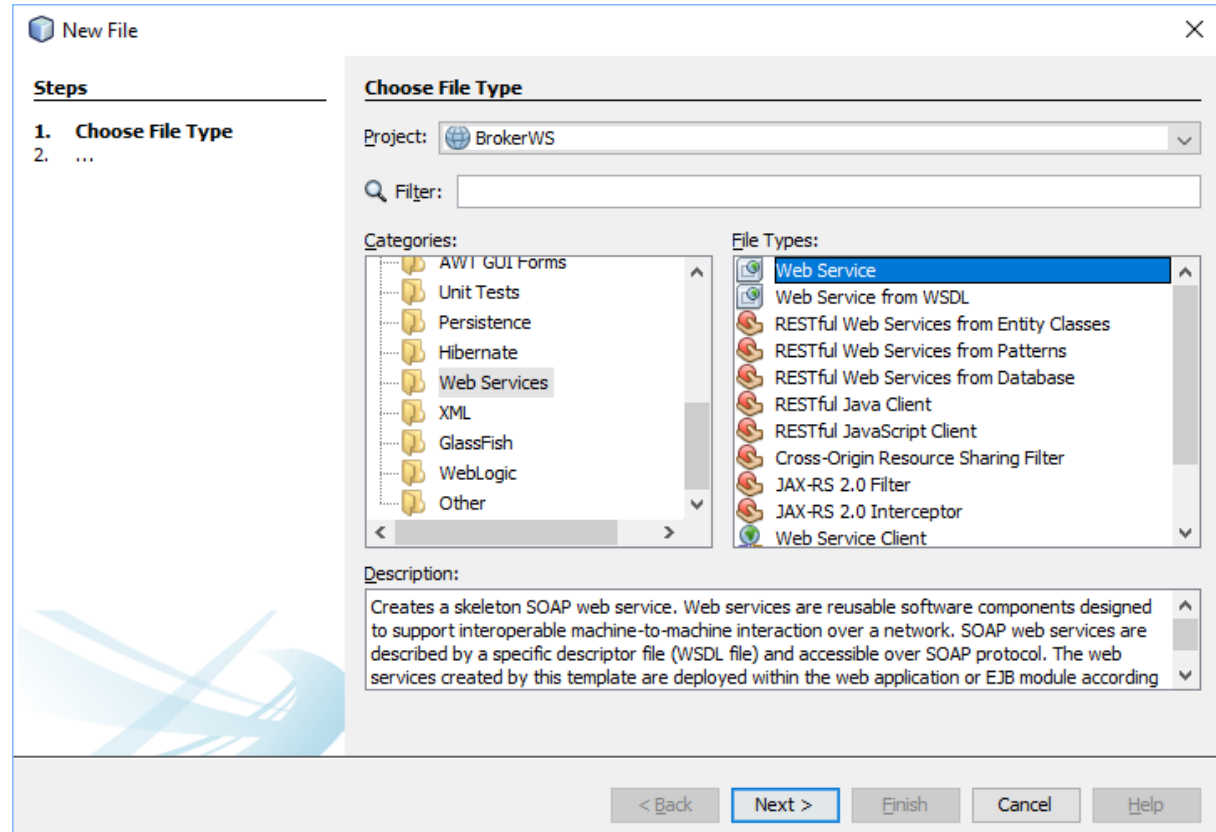 New File
Steps
1. Choose File Type
2. ...
Choose File Type
Project: BrokerWS
Filter:
Categories:
AWT GUI Forms
Unit Tests
Persistence
Hibernate
Web Services
XML
GlassFish
WebLogic
Other
File Types:
Web Service
Web Service from WSDL
RESTful Web Services from Entity Classes
RESTful Web Services from Patterns
RESTful Web Services from Database
RESTful Java Client
RESTful JavaScript Client
Cross-Origin Resource Sharing Filter
JAX-RS 2.0 Filter
JAX-RS 2.0 Interceptor
Web Service Client
Description:
Creates a skeleton SOAP web service. Web services are reusable software components designed
to support interoperable machine-to-machine interaction over a network. SOAP web services are
described by a specific descriptor file (WSDL file) and accessible over SOAP protocol. The web
services created by this template are deployed within the web application or EJB module according
< Back Next > Finish Cancel Help